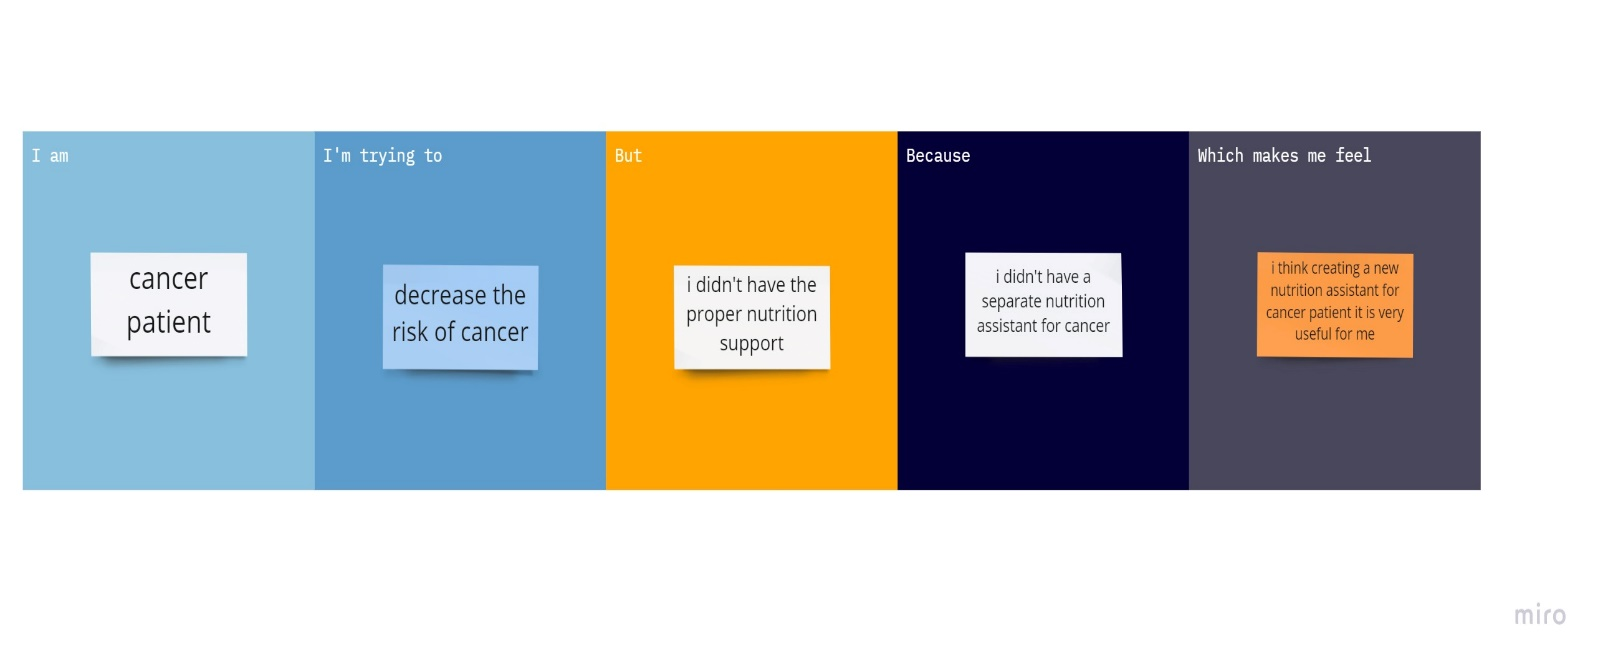 I am
cancer
patient
I'm trying to
decrease the
risk of cancer
But
i didn't have the
proper nutrition
support
Because
i didn't have a
separate nutrition
assistant for cancer
Which makes me feel
i think creating a new
nutrition assistant for
cancer patient it is very
useful for me
miro